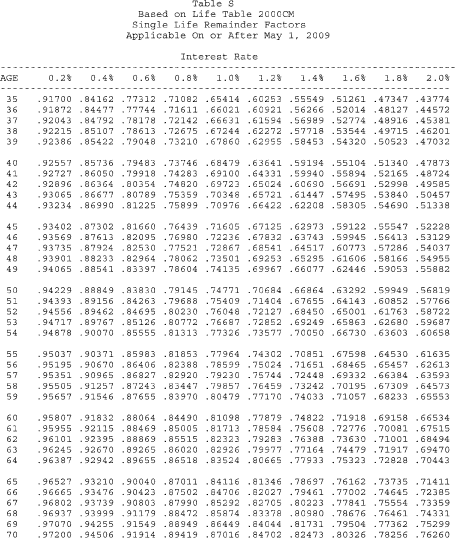 Table S
Based on Life Table 2000CM
Single Life Remainder Factors
Applicable On or After May 1, 2009
Interest Rate
AGE 0.2% 0.4% 0.6% 0.8% 1.0% 1.2% 1.4% 1.6% 1.8% 2.0%
35 .91700 .84162 .77312 .71082 .65414 .60253 .55549 .51261 .47347 .43774
36 .91872 .84477 .77744 .71611 .66021 .60921 .56266 .52014 .48127 .44572
37 .92043 .84792 .78178 .72142 .66631 .61594 .56989 .52774 .48916 .45381
38 .92215 .85107 .78613 .72675 .67244 .62272 .57718 .53544 .49715 .46201
39 .92386 .85422 .79048 .73210 .67860 .62955 .58453 .54320 .50523 .47032
40 .92557 .85736 .79483 .73746 .68479 .63641 .59194 .55104 .51340 .47873
41 .92727 .86050 .79918 .74283 .69100 .64331 .59940 .55894 .52165 .48724
42 .92896 .86364 .80354 .74820 .69723 .65024 .60690 .56691 .52998 .49585
43 .93065 .86677 .80789 .75359 .70348 .65721 .61447 .57495 .53840 .50457
44 .93234 .86990 .81225 .75899 .70976 .66422 .62208 .58305 .54690 .51338
45 .93402 .87302 .81660 .76439 .71605 .67125 .62973 .59122 .55547 .52228
46 .93569 .87613 .82095 .76980 .72236 .67832 .63743 .59945 .56413 .53129
47 .93735 .87924 .82530 .77521 .72867 .68541 .64517 .60773 .57286 .54037
48 .93901 .88233 .82964 .78062 .73501 .69253 .65295 .61606 .58166 .54955
49 .94065 .88541 .83397 .78604 .74135 .69967 .66077 .62446 .59053 .55882
50 .94229 .88849 .83830 .79145 .74771 .70684 .66864 .63292 .59949 .56819
51 .94393 .89156 .84263 .79688 .75409 .71404 .67655 .64143 .60852 .57766
52 .94556 .89462 .84695 .80230 .76048 .72127 .68450 .65001 .61763 .58722
53 .94717 .89767 .85126 .80772 .76687 .72852 .69249 .65863 .62680 .59687
54 .94878 .90070 .85555 .81313 .77326 .73577 .70050 .66730 .63603 .60658
55 .95037 .90371 .85983 .81853 .77964 .74302 .70851 .67598 .64530 .61635
56 .95195 .90670 .86406 .82388 .78599 .75024 .71651 .68465 .65457 .62613
57 .95351 .90965 .86827 .82920 .79230 .75744 .72448 .69332 .66384 .63593
58 .95505 .91257 .87243 .83447 .79857 .76459 .73242 .70195 .67309 .64573
59 .95657 .91546 .87655 .83970 .80479 .77170 .74033 .71057 .68233 .65553
60 .95807 .91832 .88064 .84490 .81098 .77879 .74822 .71918 .69158 .66534
61 .95955 .92115 .88469 .85005 .81713 .78584 .75608 .72776 .70081 .67515
62 .96101 .92395 .88869 .85515 .82324 .79283 .76388 .73630 .71001 .68494
63 .96245 .92670 .89265 .86020 .82926 .79977 .77164 .74479 .71917 .69470
64 .96387 .92942 .89655 .86518 .83524 .80665 .77933 .75323 .72828 .70443
65 .96527 .93210 .90040 .87011 .84116 .81346 .78697 .76162 .73735 .71411
66 .96665 .93476 .90423 .87502 .84706 .82027 .79461 .77002 .74645 .72385
67 .96802 .93739 .90803 .87990 .85292 .82705 .80223 .77841 .75554 .73359
68 .96937 .93999 .91179 .88472 .85874 .83378 .80980 .78676 .76461 .74331
69 .97070 .94255 .91549 .88949 .86449 .84044 .81731 .79504 .77362 .75299
70 .97200 .94506 .91914 .89419 .87016 .84702 .82473 .80326 .78256 .76260